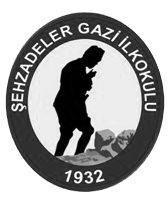 ŞEHZADELER GAZİ İLKOKULU
1932